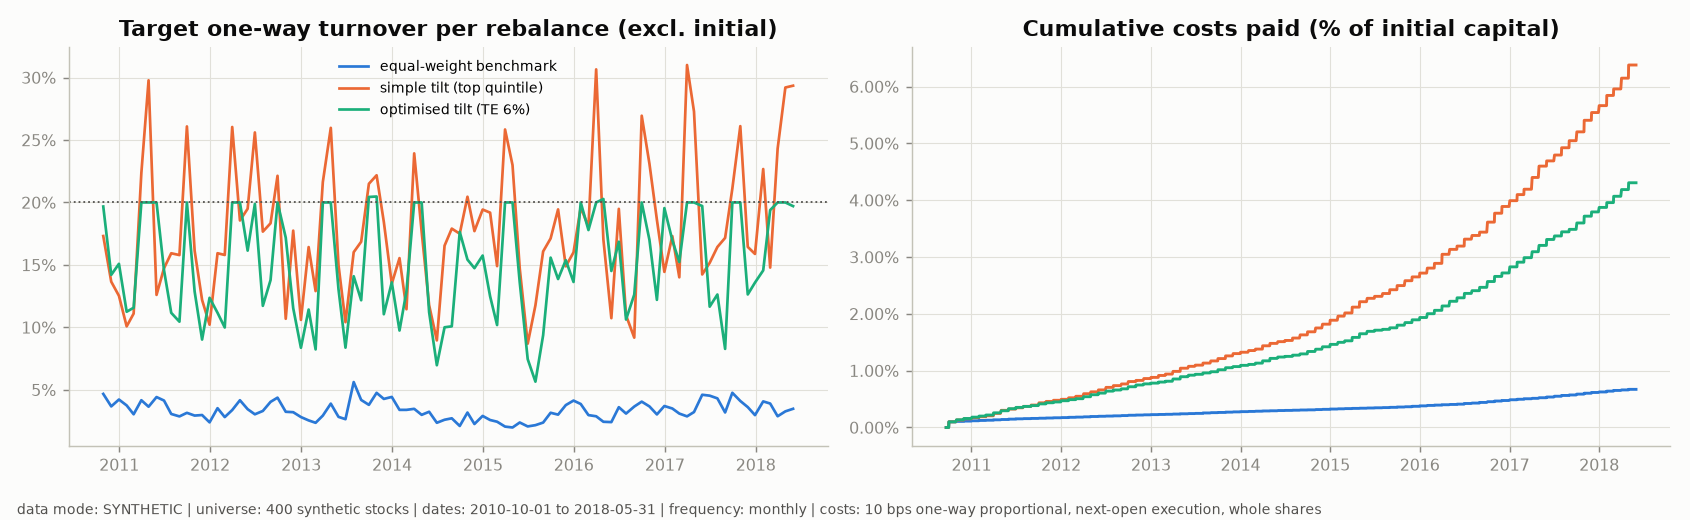 Target one-way turnover per rebalance (excl. initial)
equal-weight benchmark
simple tilt (top quintile)
optimised tilt (TE 6%)
30%
25%
20%
15%
10%
5%
2011 2012 2013 2014 2015 2016 2017 2018
Cumulative costs paid (% of initial capital)
6.00%
5.00%
4.00%
3.00%
2.00%
1.00%
0.00%
2011 2012 2013 2014 2015 2016 2017 2018
data mode: SYNTHETIC | universe: 400 synthetic stocks | dates: 2010-10-01 to 2018-05-31 | frequency: monthly | costs: 10 bps one-way proportional, next-open execution, whole shares